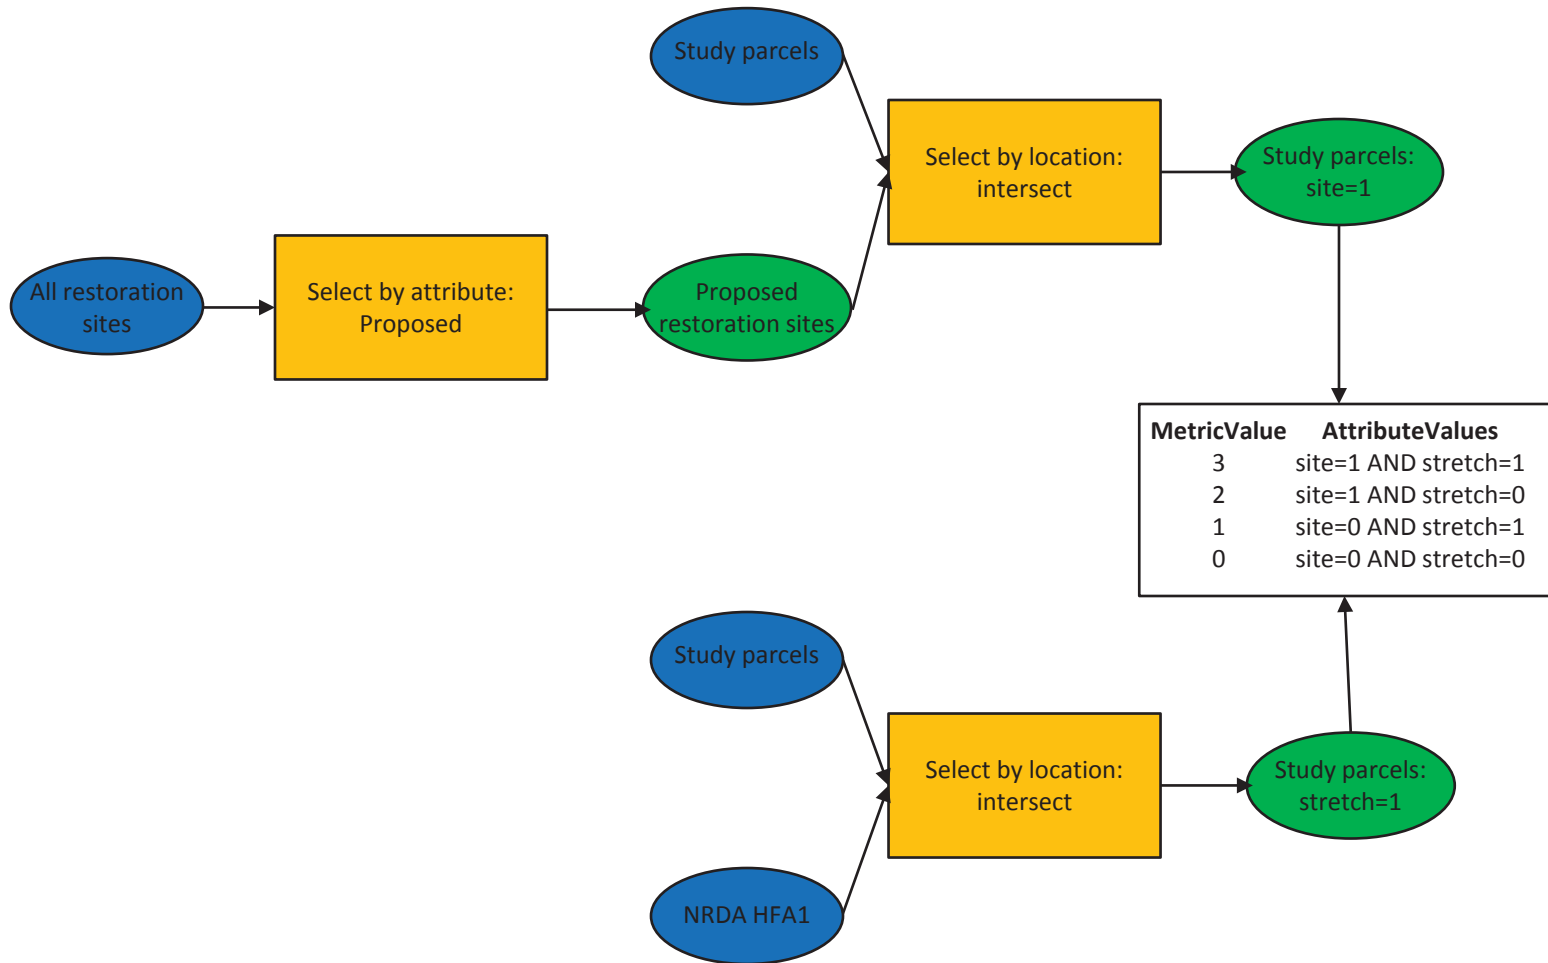 Study parcels
Select by location:
intersect
Study parcels:
site=1
All restoration
sites
Select by attribute:
Proposed
Proposed
restoration sites
MetricValue AttributeValues
3 site=1 AND stretch=1
2 site=1 AND stretch=0
1 site=0 AND stretch=1
0 site=0 AND stretch=0
Study parcels
Select by location:
intersect
Study parcels:
stretch=1
NRDA HFA1